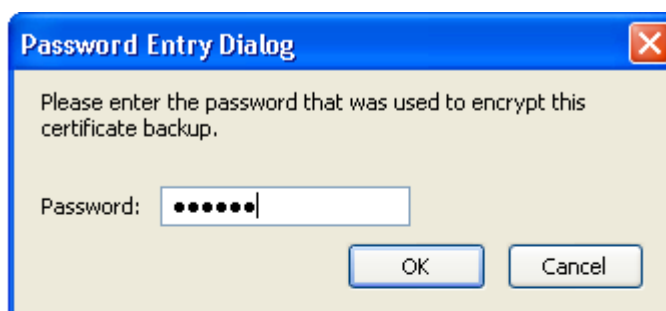 Password Entry Dialog
Please enter the password that was used to encrypt this
certificate backup.
Password: ••••••
OK Cancel